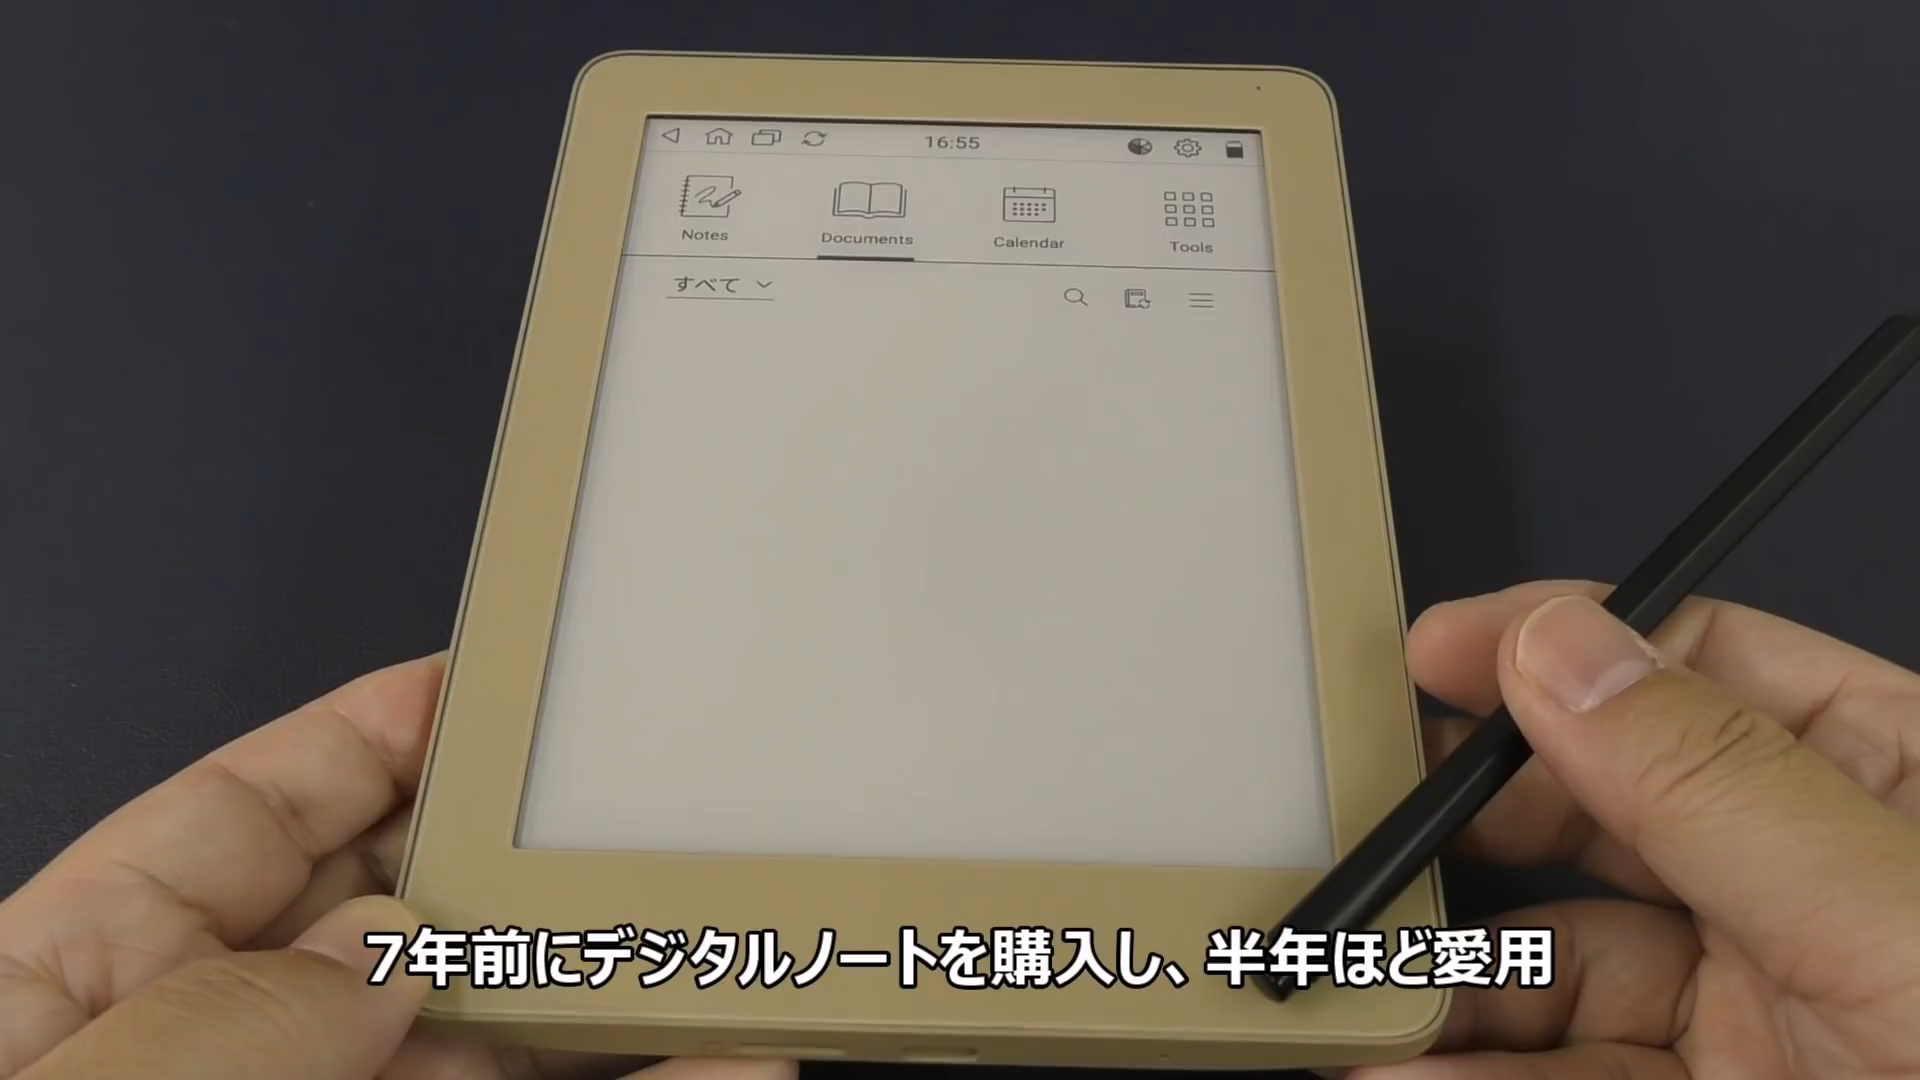 16:55
Notes
Documents
Calendar
Tools
すべて
7年前にデジタルノートを購入し、半年ほど愛用